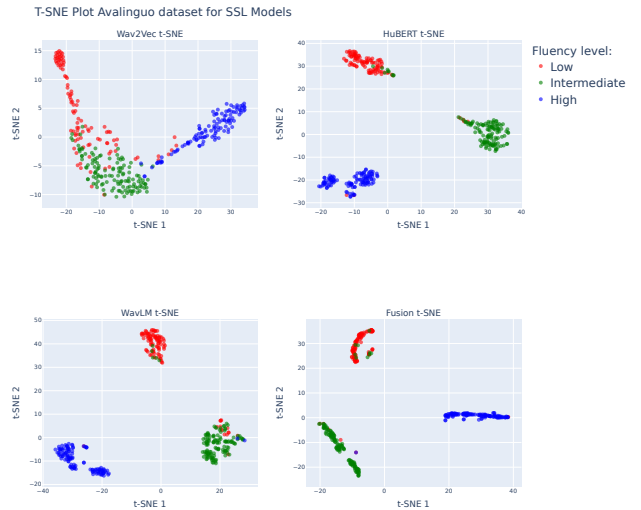 T-SNE Plot Avalinguo dataset for SSL Models
Wav2Vec t-SNE
15
10
5
0
−5
−10
−20
−10
0
10
20
30
t-SNE 1
t-SNE 2
HuBERT t-SNE
40
30
20
10
0
−10
−20
−30
−20
−10
0
10
20
30
40
t-SNE 1
t-SNE 2
Fluency level:
Low
Intermediate
High
WavLM t-SNE
50
40
30
20
10
0
−10
−20
−40
−20
0
20
t-SNE 1
t-SNE 2
Fusion t-SNE
30
20
10
0
−10
−20
−20
0
20
40
t-SNE 1
t-SNE 2